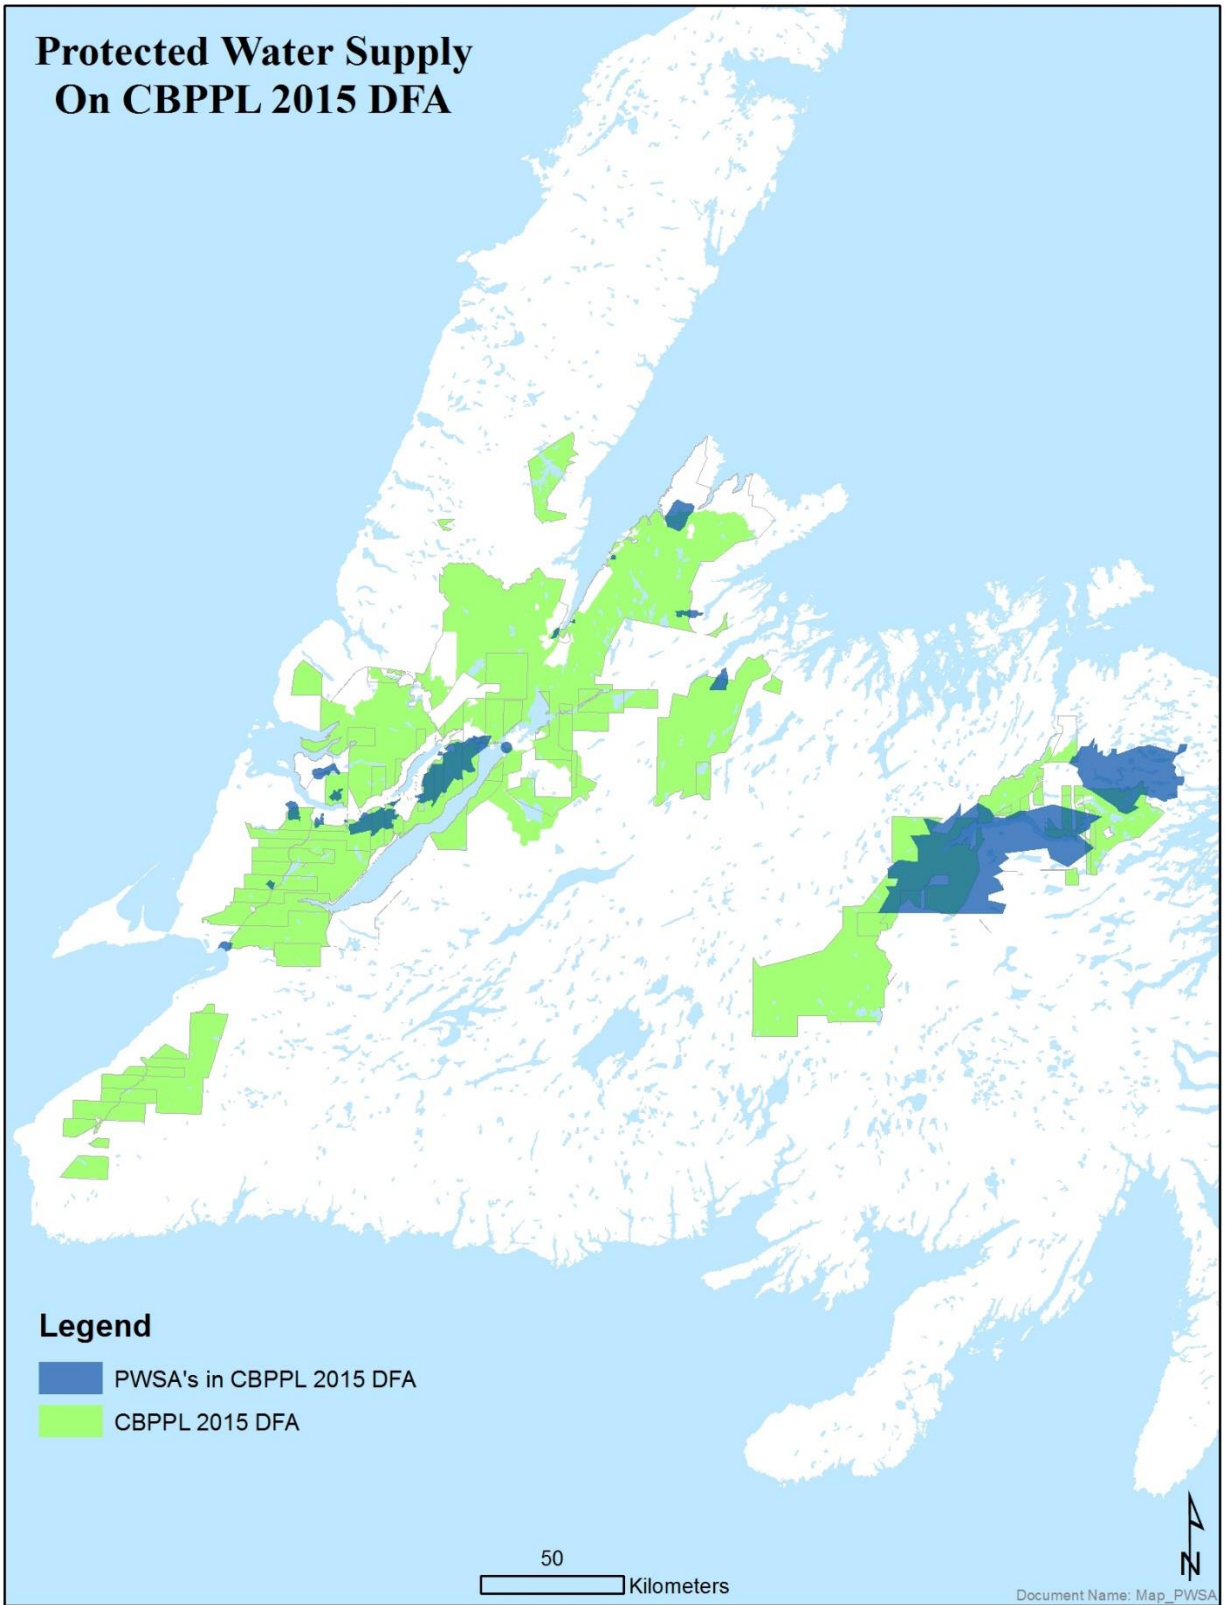 Protected Water Supply
On CBPPL 2015 DFA
Legend
PWSA's in CBPPL 2015 DFA
CBPPL 2015 DFA
50
Kilometers
N
Document Name: Map_PWSA